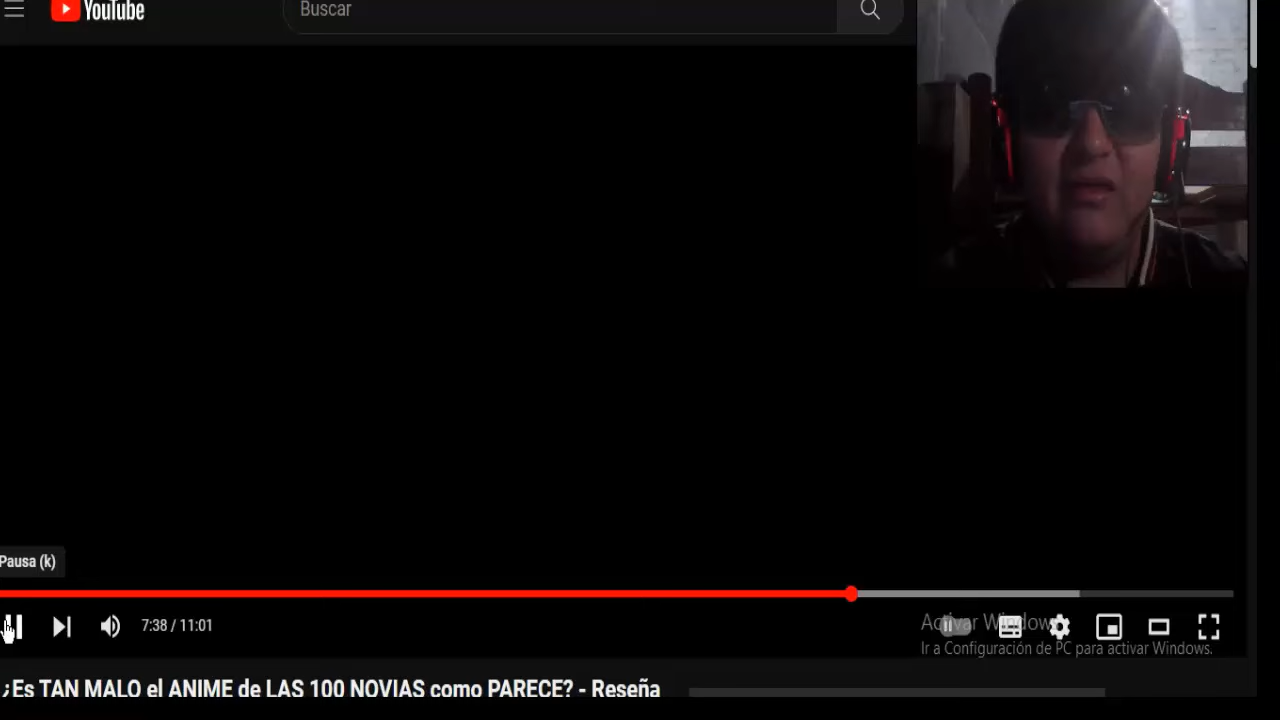 YouTube
Buscar
Pausa (k)
7:38 / 11:01
Activar Windows
Ir a Configuración de PC para activar Windows.
¿Es TAN MALO el ANIME de LAS 100 NOVIAS como PARECE? - Reseña